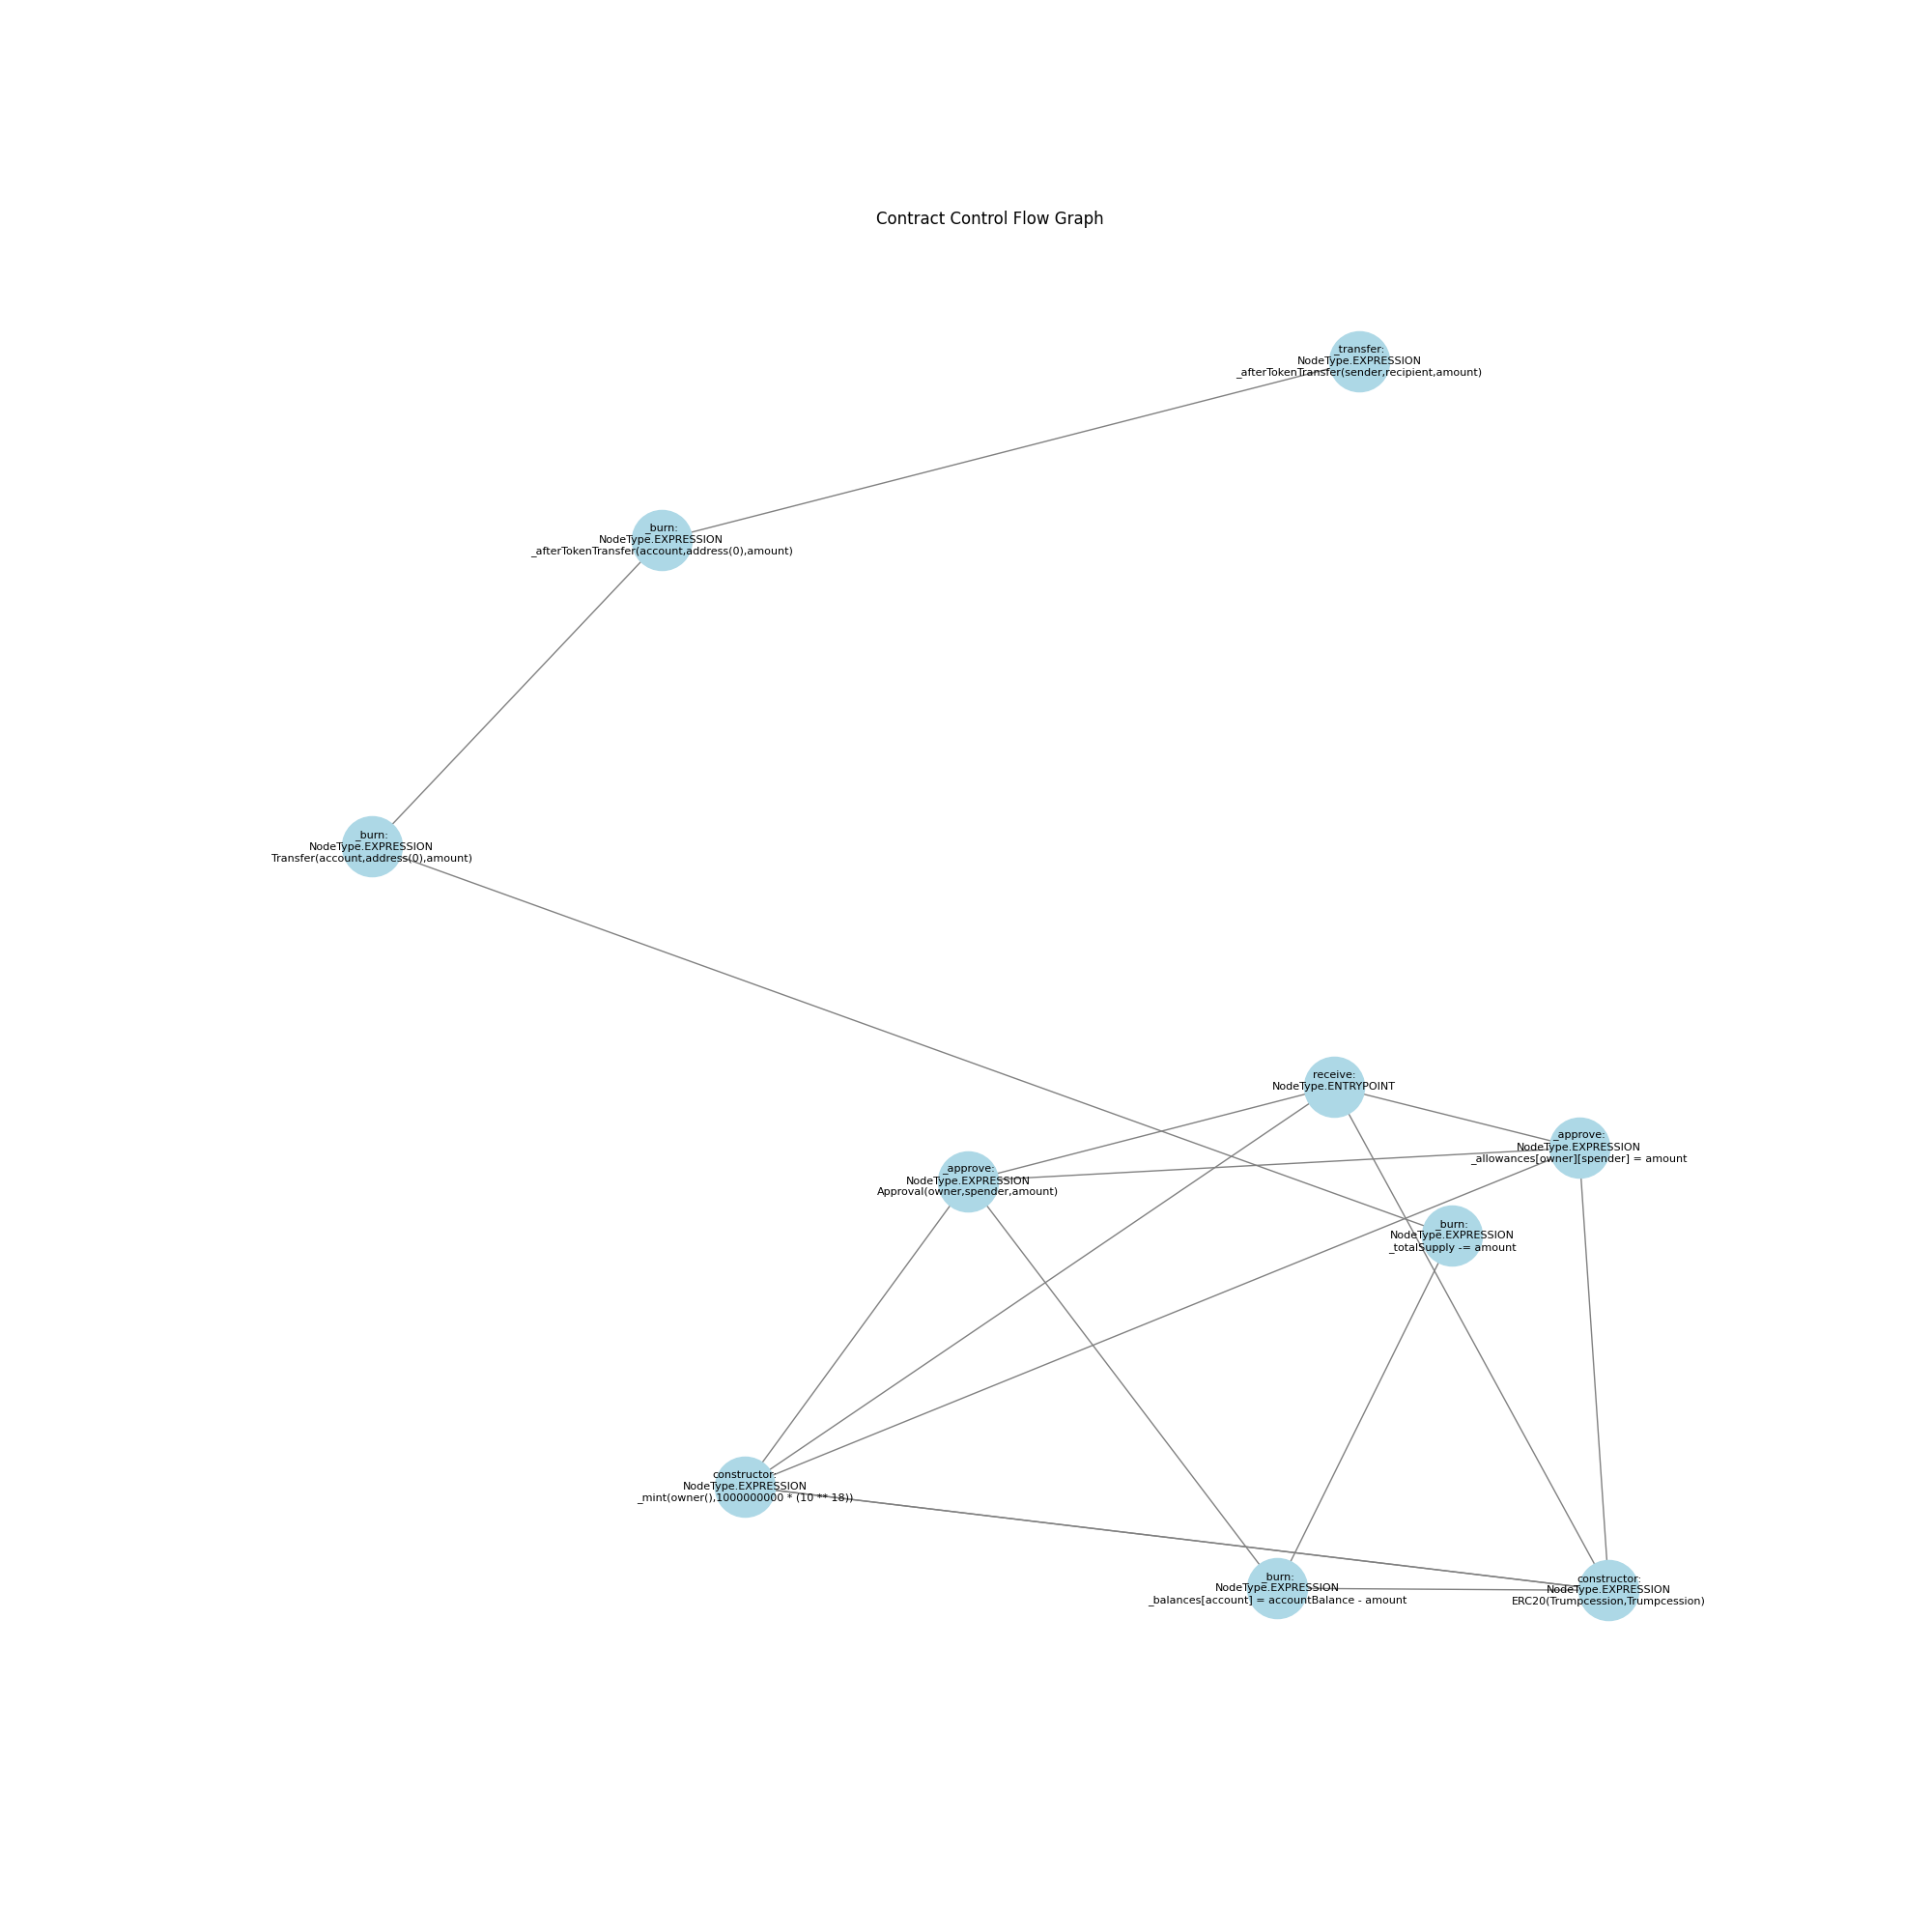 Contract Control Flow Graph
_transfer:
NodeType.EXPRESSION
_afterTokenTransfer(sender,recipient,amount)
_burn:
NodeType.EXPRESSION
_afterTokenTransfer(account,address(0),amount)
_burn:
NodeType.EXPRESSION
Transfer(account,address(0),amount)
receive:
NodeType.ENTRYPOINT
_approve:
NodeType.EXPRESSION
_allowances[owner][spender] = amount
_approve:
NodeType.EXPRESSION
Approval(owner,spender,amount)
_burn:
NodeType.EXPRESSION
_totalSupply -= amount
constructor:
NodeType.EXPRESSION
_mint(owner(),1000000000 * (10 ** 18))
_burn:
NodeType.EXPRESSION
_balances[account] = accountBalance - amount
constructor:
NodeType.EXPRESSION
ERC20(Trumpcession,Trumpcession)